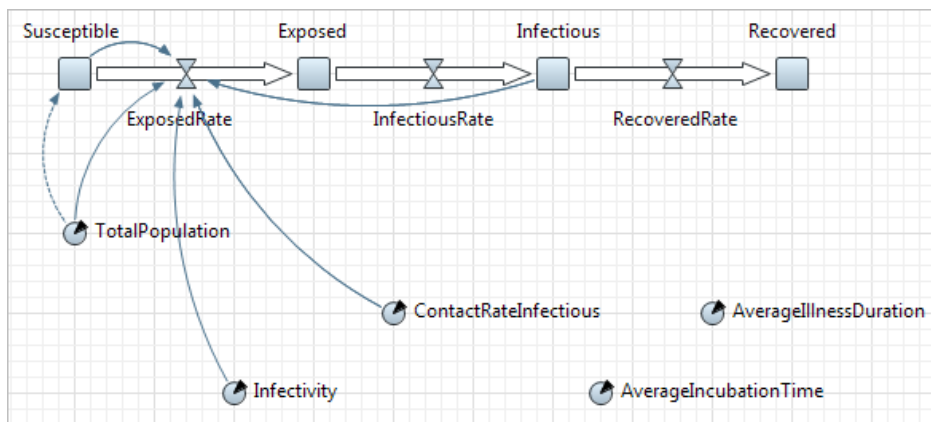 Susceptible
Exposed
Infectious
Recovered
ExposedRate
InfectiousRate
RecoveredRate
TotalPopulation
ContactRateInfectious
AverageIllnessDuration
Infectivity
AverageIncubationTime